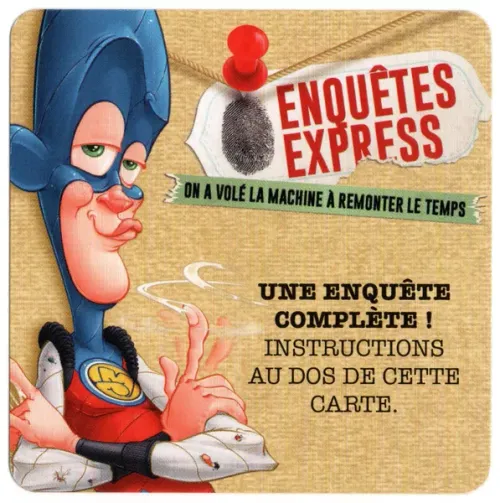 ENQUÊTES
EXPRESS
ON A VOLÉ LA MACHINE À REMONTER LE TEMPS
UNE ENQUÊTE
COMPLÈTE !
INSTRUCTIONS
AU DOS DE CETTE
CARTE.